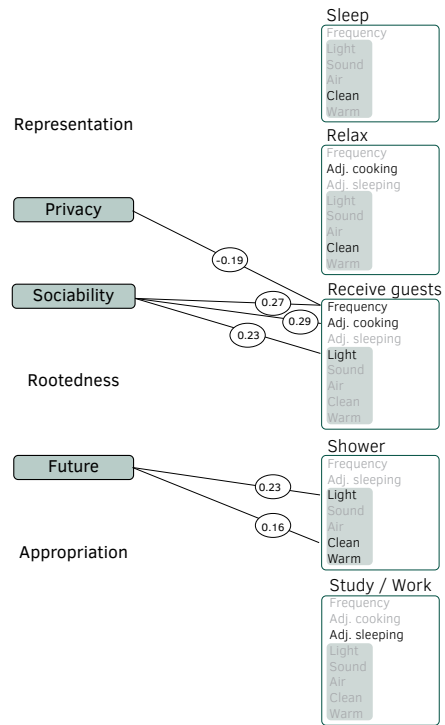 Sleep
Frequency
Light
Sound
Air
Clean
Warm
Representation
Relax
Frequency
Adj. cooking
Adj. sleeping
Light
Sound
Air
Clean
Warm
Privacy
-0.19
Sociability
0.27
0.29
0.23
Receive guests
Frequency
Adj. cooking
Adj. sleeping
Light
Sound
Air
Clean
Warm
Rootedness
Shower
Frequency
Adj. sleeping
Light
Sound
Air
Clean
Warm
Future
0.23
0.16
Appropriation
Study / Work
Frequency
Adj. cooking
Adj. sleeping
Light
Sound
Air
Clean
Warm